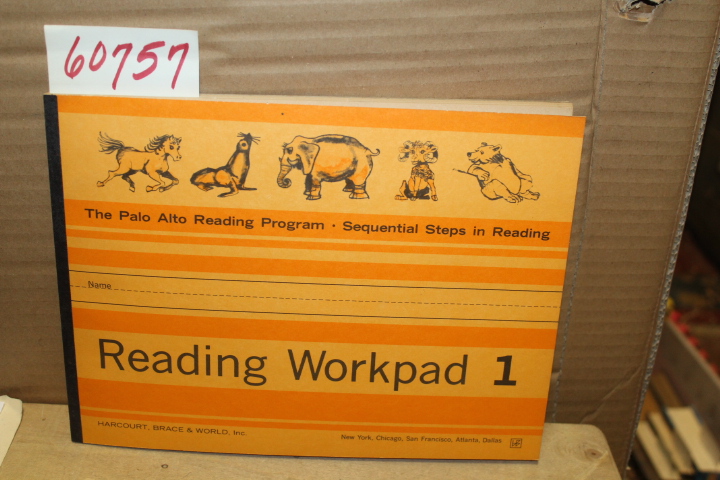 60757
The Palo Alto Reading Program · Sequential Steps in Reading
Name
Reading Workpad 1
HARCOURT, BRACE & WORLD, Inc.
New York, Chicago, San Francisco, Atlanta, Dallas